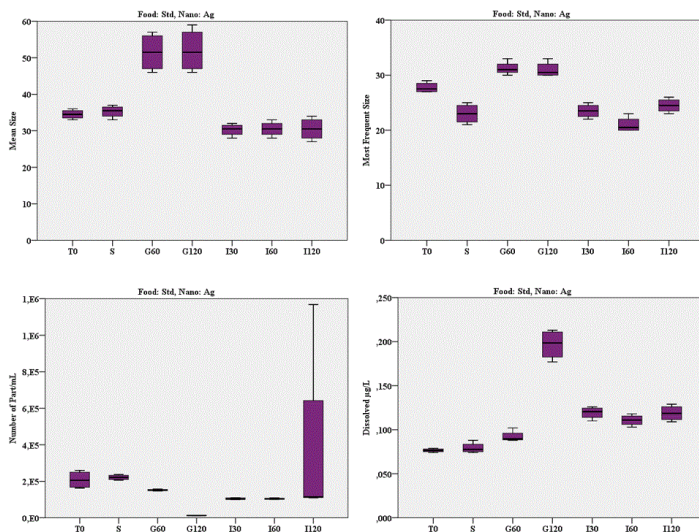 Food: Std, Nano: Ag
60
50
40
30
20
10
0
Mean Size
T0 S G60 G120 I30 I60 I120
Food: Std, Nano: Ag
40
30
20
10
0
Most Frequent Size
T0 S G60 G120 I30 I60 I120
Food: Std, Nano: Ag
1,E6
1,E6
8,E5
6,E5
4,E5
2,E5
0,E0
Number of Part/mL
T0 S G60 G120 I30 I60 I120
Food: Std, Nano: Ag
,250
,200
,150
,100
,050
,000
Dissolved µg/L
T0 S G60 G120 I30 I60 I120